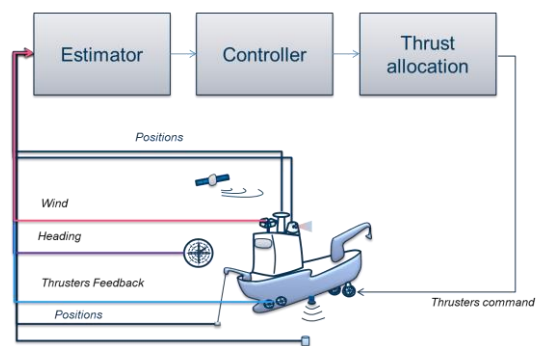 Estimator
Controller
Thrust
allocation
Positions
Wind
Heading
Thrusters Feedback
Thrusters command
Positions